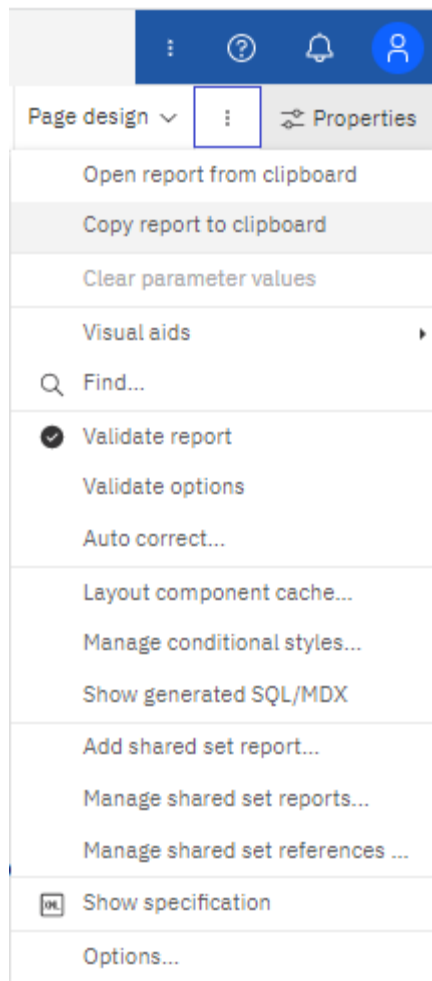 Page design
Properties
Open report from clipboard
Copy report to clipboard
Clear parameter values
Visual aids
Find...
Validate report
Validate options
Auto correct...
Layout component cache...
Manage conditional styles...
Show generated SQL/MDX
Add shared set report...
Manage shared set reports...
Manage shared set references ...
Show specification
Options...